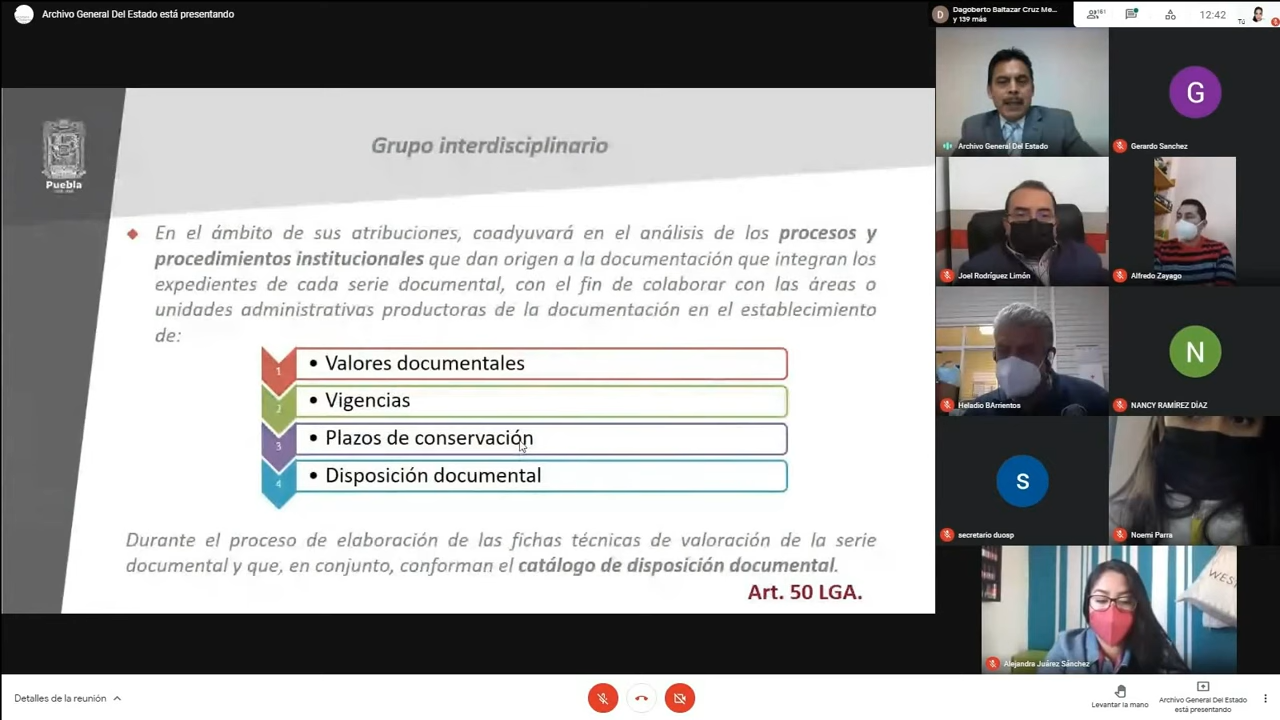 Archivo General Del Estado está presentando
D
Dagoberto Baltazar Cruz Me...
y 139 más
161
12:42
Tú
Puebla
Grupo interdisciplinario
En el ámbito de sus atribuciones, coadyuvará en el análisis de los procesos y
procedimientos institucionales que dan origen a la documentación que integran los
expedientes de cada serie documental, con el fin de colaborar con las áreas o
unidades administrativas productoras de la documentación en el establecimiento
de:
1 • Valores documentales
2 • Vigencias
3 • Plazos de conservación
4 • Disposición documental
Durante el proceso de elaboración de las fichas técnicas de valoración de la serie
documental y que, en conjunto, conforman el catálogo de disposición documental.
Art. 50 LGA.
Archivo General Del Estado
G
Gerardo Sanchez
Joel Rodríguez Limón
Alfredo Zayago
Heladio BArrientos
N
NANCY RAMÍREZ DÍAZ
S
secretario duosp
Noemi Parra
WEST
Alejandra Juárez Sánchez
Detalles de la reunión
Levantar la mano
Archivo General Del Estado
está presentando